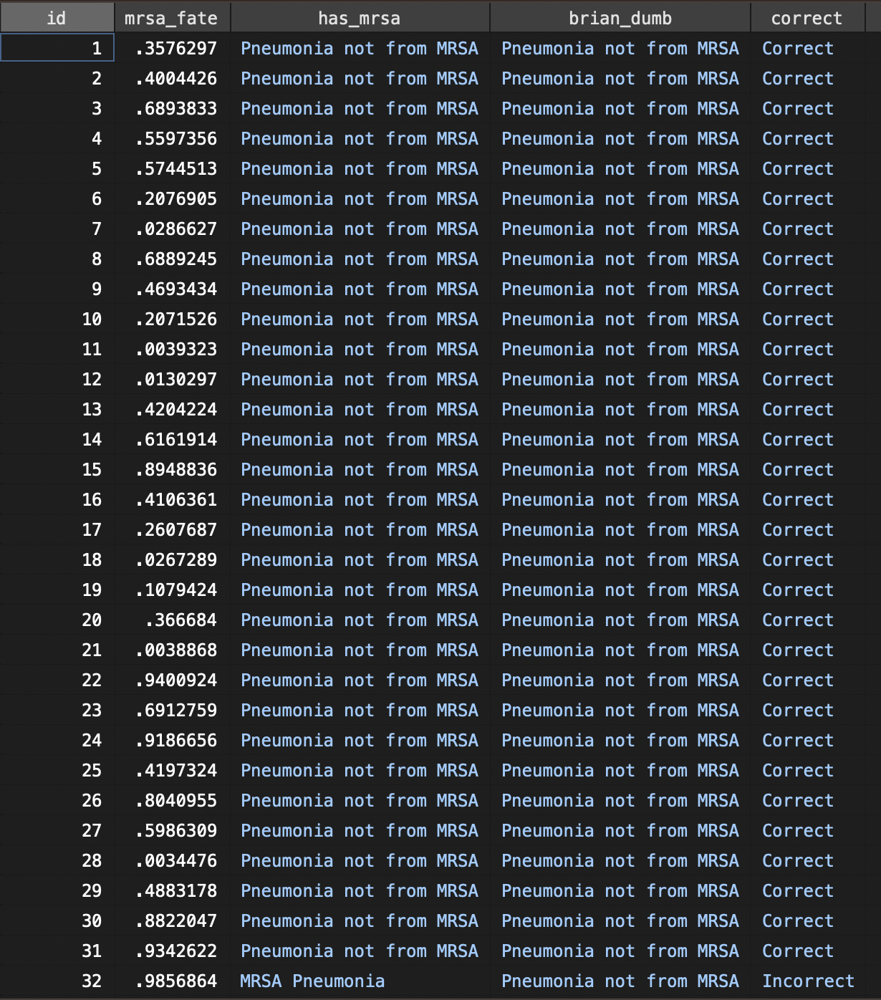 id mrsa_fate has_mrsa brian_dumb correct
1 .3576297 Pneumonia not from MRSA Pneumonia not from MRSA Correct
2 .4004426 Pneumonia not from MRSA Pneumonia not from MRSA Correct
3 .6893833 Pneumonia not from MRSA Pneumonia not from MRSA Correct
4 .5597356 Pneumonia not from MRSA Pneumonia not from MRSA Correct
5 .5744513 Pneumonia not from MRSA Pneumonia not from MRSA Correct
6 .2076905 Pneumonia not from MRSA Pneumonia not from MRSA Correct
7 .0286627 Pneumonia not from MRSA Pneumonia not from MRSA Correct
8 .6889245 Pneumonia not from MRSA Pneumonia not from MRSA Correct
9 .4693434 Pneumonia not from MRSA Pneumonia not from MRSA Correct
10 .2071526 Pneumonia not from MRSA Pneumonia not from MRSA Correct
11 .0039323 Pneumonia not from MRSA Pneumonia not from MRSA Correct
12 .0130297 Pneumonia not from MRSA Pneumonia not from MRSA Correct
13 .4204224 Pneumonia not from MRSA Pneumonia not from MRSA Correct
14 .6161914 Pneumonia not from MRSA Pneumonia not from MRSA Correct
15 .8948836 Pneumonia not from MRSA Pneumonia not from MRSA Correct
16 .4106361 Pneumonia not from MRSA Pneumonia not from MRSA Correct
17 .2607687 Pneumonia not from MRSA Pneumonia not from MRSA Correct
18 .0267289 Pneumonia not from MRSA Pneumonia not from MRSA Correct
19 .1079424 Pneumonia not from MRSA Pneumonia not from MRSA Correct
20 .366684 Pneumonia not from MRSA Pneumonia not from MRSA Correct
21 .0038868 Pneumonia not from MRSA Pneumonia not from MRSA Correct
22 .9400924 Pneumonia not from MRSA Pneumonia not from MRSA Correct
23 .6912759 Pneumonia not from MRSA Pneumonia not from MRSA Correct
24 .9186656 Pneumonia not from MRSA Pneumonia not from MRSA Correct
25 .4197324 Pneumonia not from MRSA Pneumonia not from MRSA Correct
26 .8040955 Pneumonia not from MRSA Pneumonia not from MRSA Correct
27 .5986309 Pneumonia not from MRSA Pneumonia not from MRSA Correct
28 .0034476 Pneumonia not from MRSA Pneumonia not from MRSA Correct
29 .4883178 Pneumonia not from MRSA Pneumonia not from MRSA Correct
30 .8822047 Pneumonia not from MRSA Pneumonia not from MRSA Correct
31 .9342622 Pneumonia not from MRSA Pneumonia not from MRSA Correct
32 .9856864 MRSA Pneumonia Pneumonia not from MRSA Incorrect